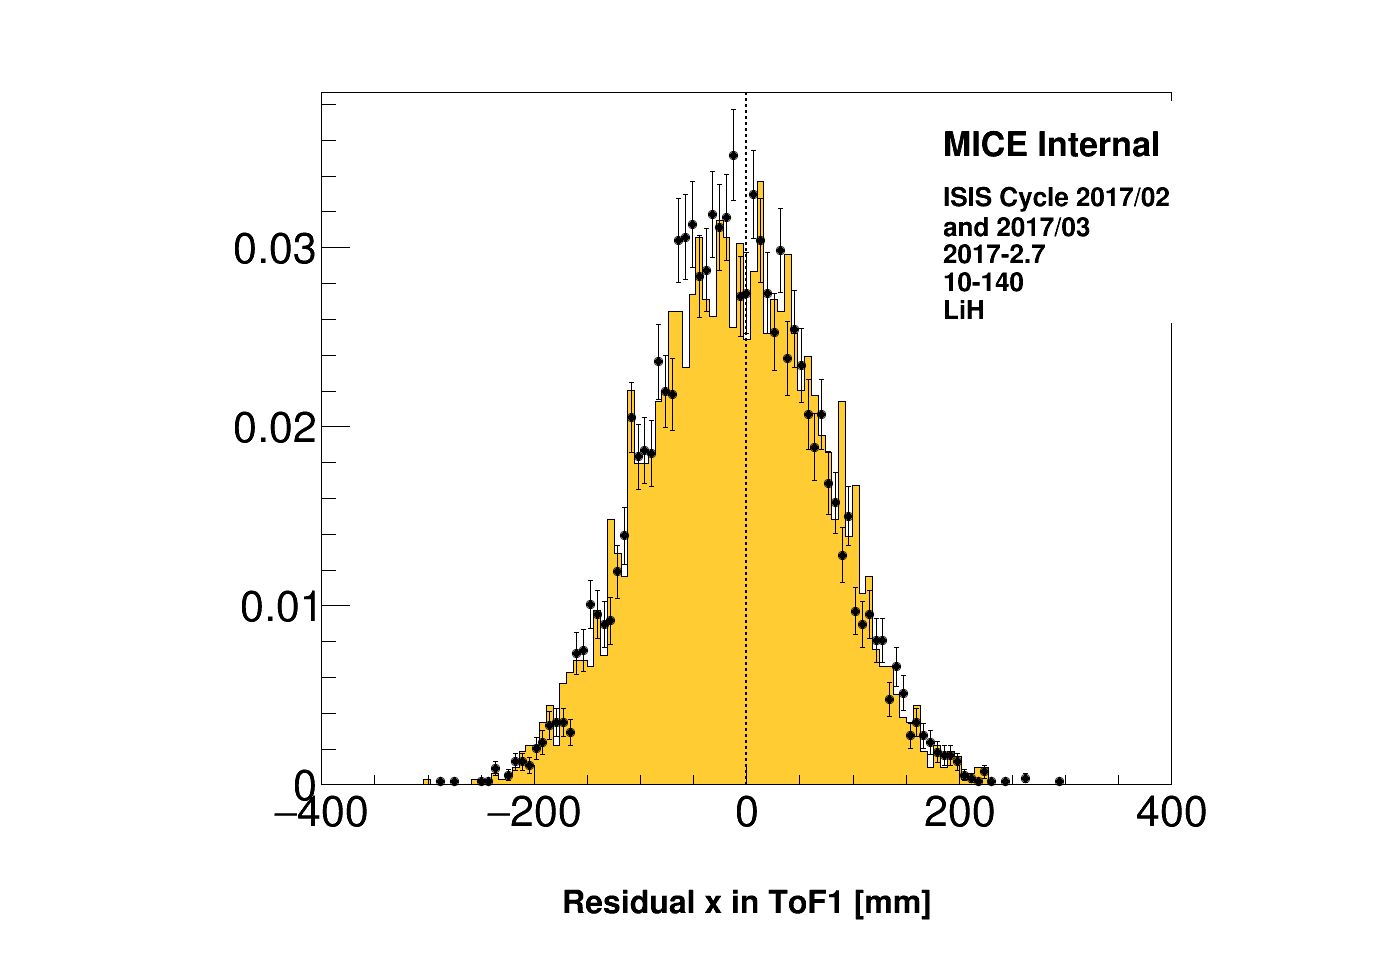 MICE Internal
ISIS Cycle 2017/02
and 2017/03
2017-2.7
10-140
LiH
0.03
0.02
0.01
0
−400 −200 0 200 400
Residual x in ToF1 [mm]